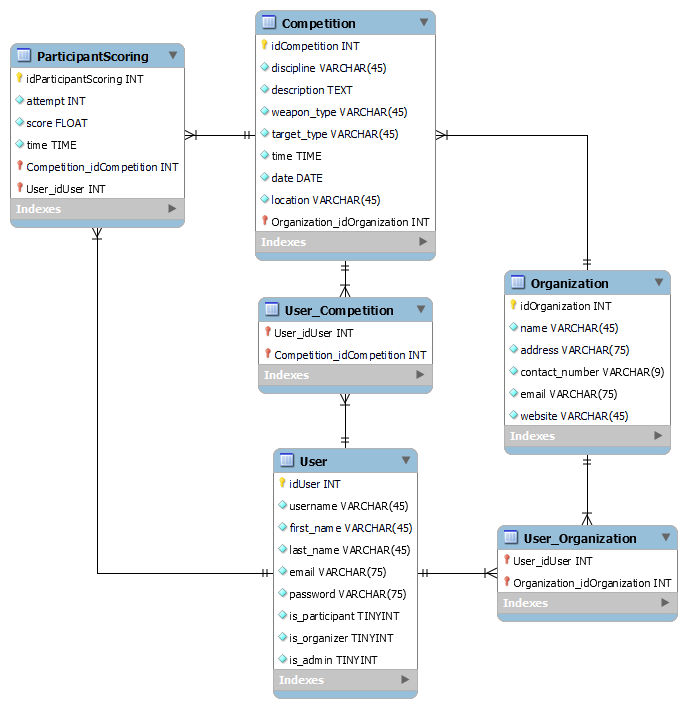 ParticipantScoring
idParticipantScoring INT
attempt INT
score FLOAT
time TIME
Competition_idCompetition INT
User_idUser INT
Indexes
Competition
idCompetition INT
discipline VARCHAR(45)
description TEXT
weapon_type VARCHAR(45)
target_type VARCHAR(45)
time TIME
date DATE
location VARCHAR(45)
Organization_idOrganization INT
Indexes
Organization
idOrganization INT
name VARCHAR(45)
address VARCHAR(75)
contact_number VARCHAR(9)
email VARCHAR(75)
website VARCHAR(45)
Indexes
User_Competition
User_idUser INT
Competition_idCompetition INT
Indexes
User
idUser INT
username VARCHAR(45)
first_name VARCHAR(45)
last_name VARCHAR(45)
email VARCHAR(75)
password VARCHAR(75)
is_participant TINYINT
is_organizer TINYINT
is_admin TINYINT
Indexes
User_Organization
User_idUser INT
Organization_idOrganization INT
Indexes